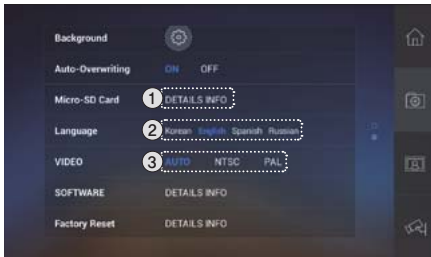 Background
Auto-Overwriting ON OFF
Micro-SD Card 1 DETAILS INFO
Language 2 Korean English Spanish Russian
VIDEO 3 AUTO NTSC PAL
SOFTWARE DETAILS INFO
Factory Reset DETAILS INFO